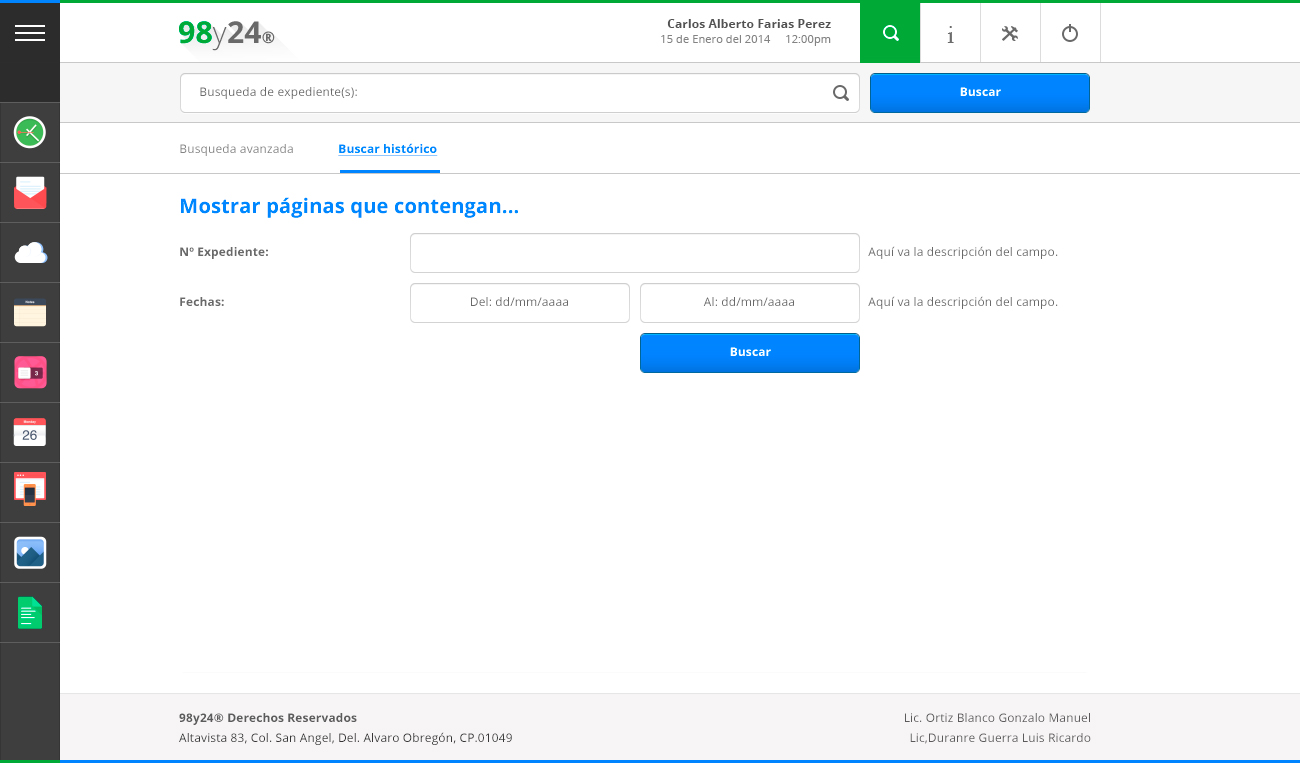 98y24®
Carlos Alberto Farias Perez
15 de Enero del 2014 12:00pm
i
Busqueda de expediente(s):
Buscar
Busqueda avanzada
Buscar histórico
Mostrar páginas que contengan...
Nº Expediente:
Aquí va la descripción del campo.
Fechas:
Del: dd/mm/aaaa
Al: dd/mm/aaaa
Aquí va la descripción del campo.
Buscar
Notes
3
Monday
26
98y24® Derechos Reservados
Altavista 83, Col. San Angel, Del. Alvaro Obregón, CP.01049
Lic. Ortiz Blanco Gonzalo Manuel
Lic,Duranre Guerra Luis Ricardo